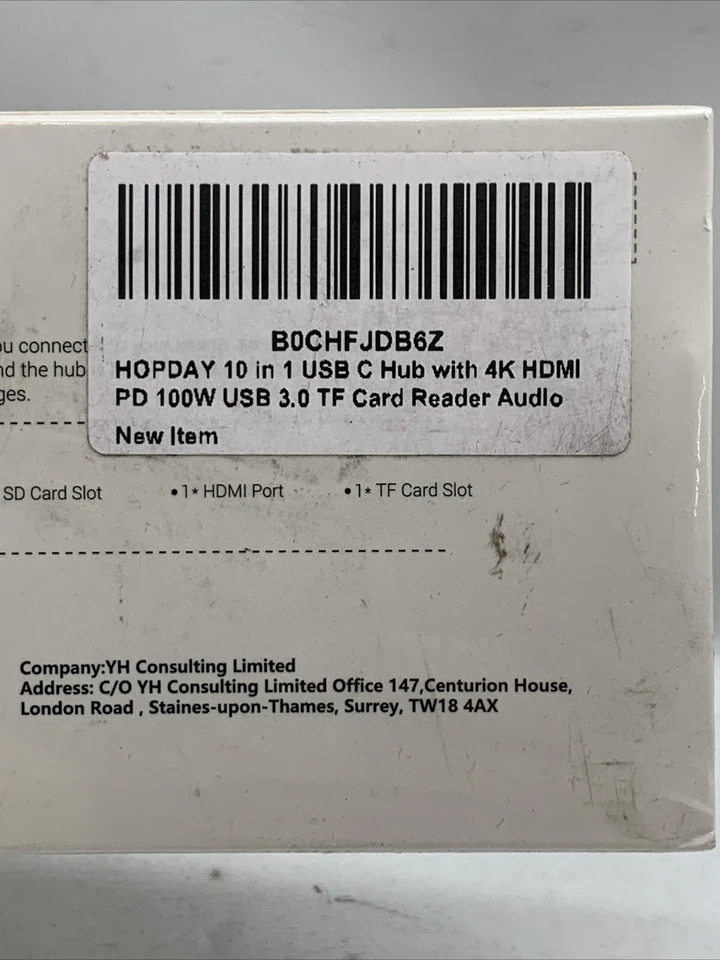 B0CHFJDB6Z
HOPDAY 10 in 1 USB C Hub with 4K HDMI
PD 100W USB 3.0 TF Card Reader Audio
New Item
ou connect
nd the hub
ges.
SD Card Slot •1* HDMI Port •1* TF Card Slot
Company:YH Consulting Limited
Address: C/O YH Consulting Limited Office 147,Centurion House,
London Road , Staines-upon-Thames, Surrey, TW18 4AX